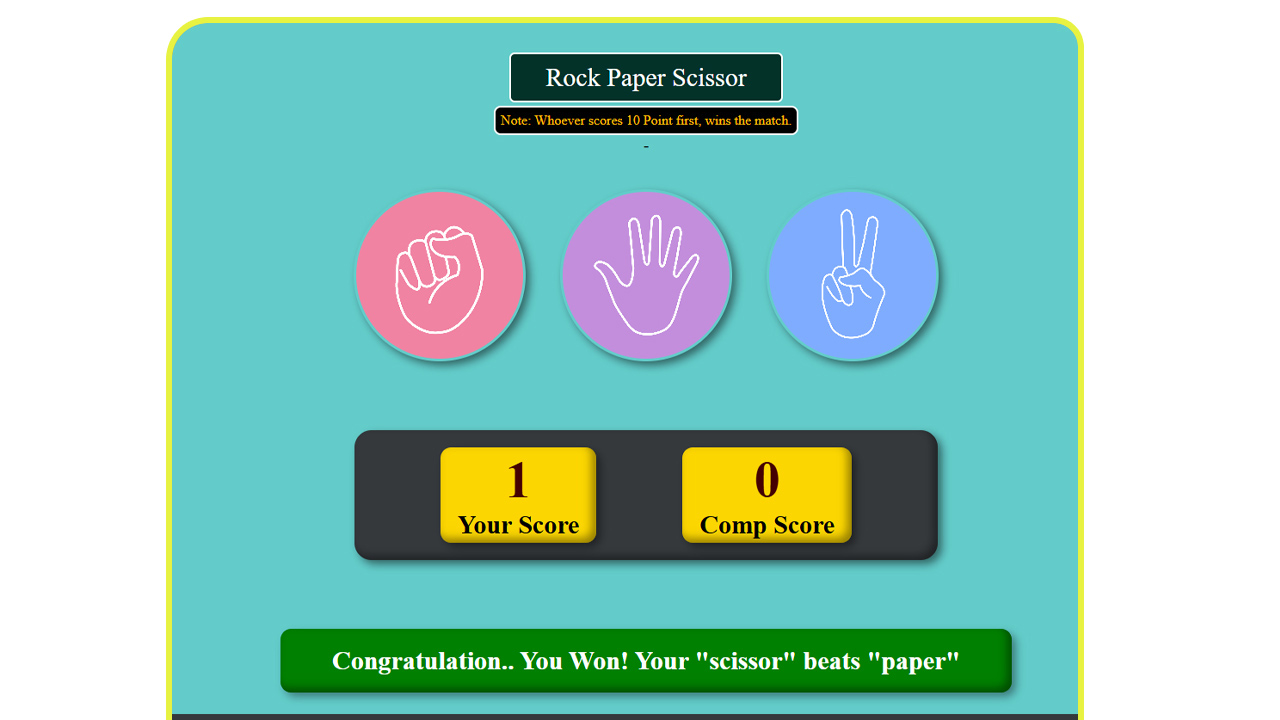 Rock Paper Scissor
Note: Whoever scores 10 Point first, wins the match.
-
1
Your Score
0
Comp Score
Congratulation.. You Won! Your "scissor" beats "paper"